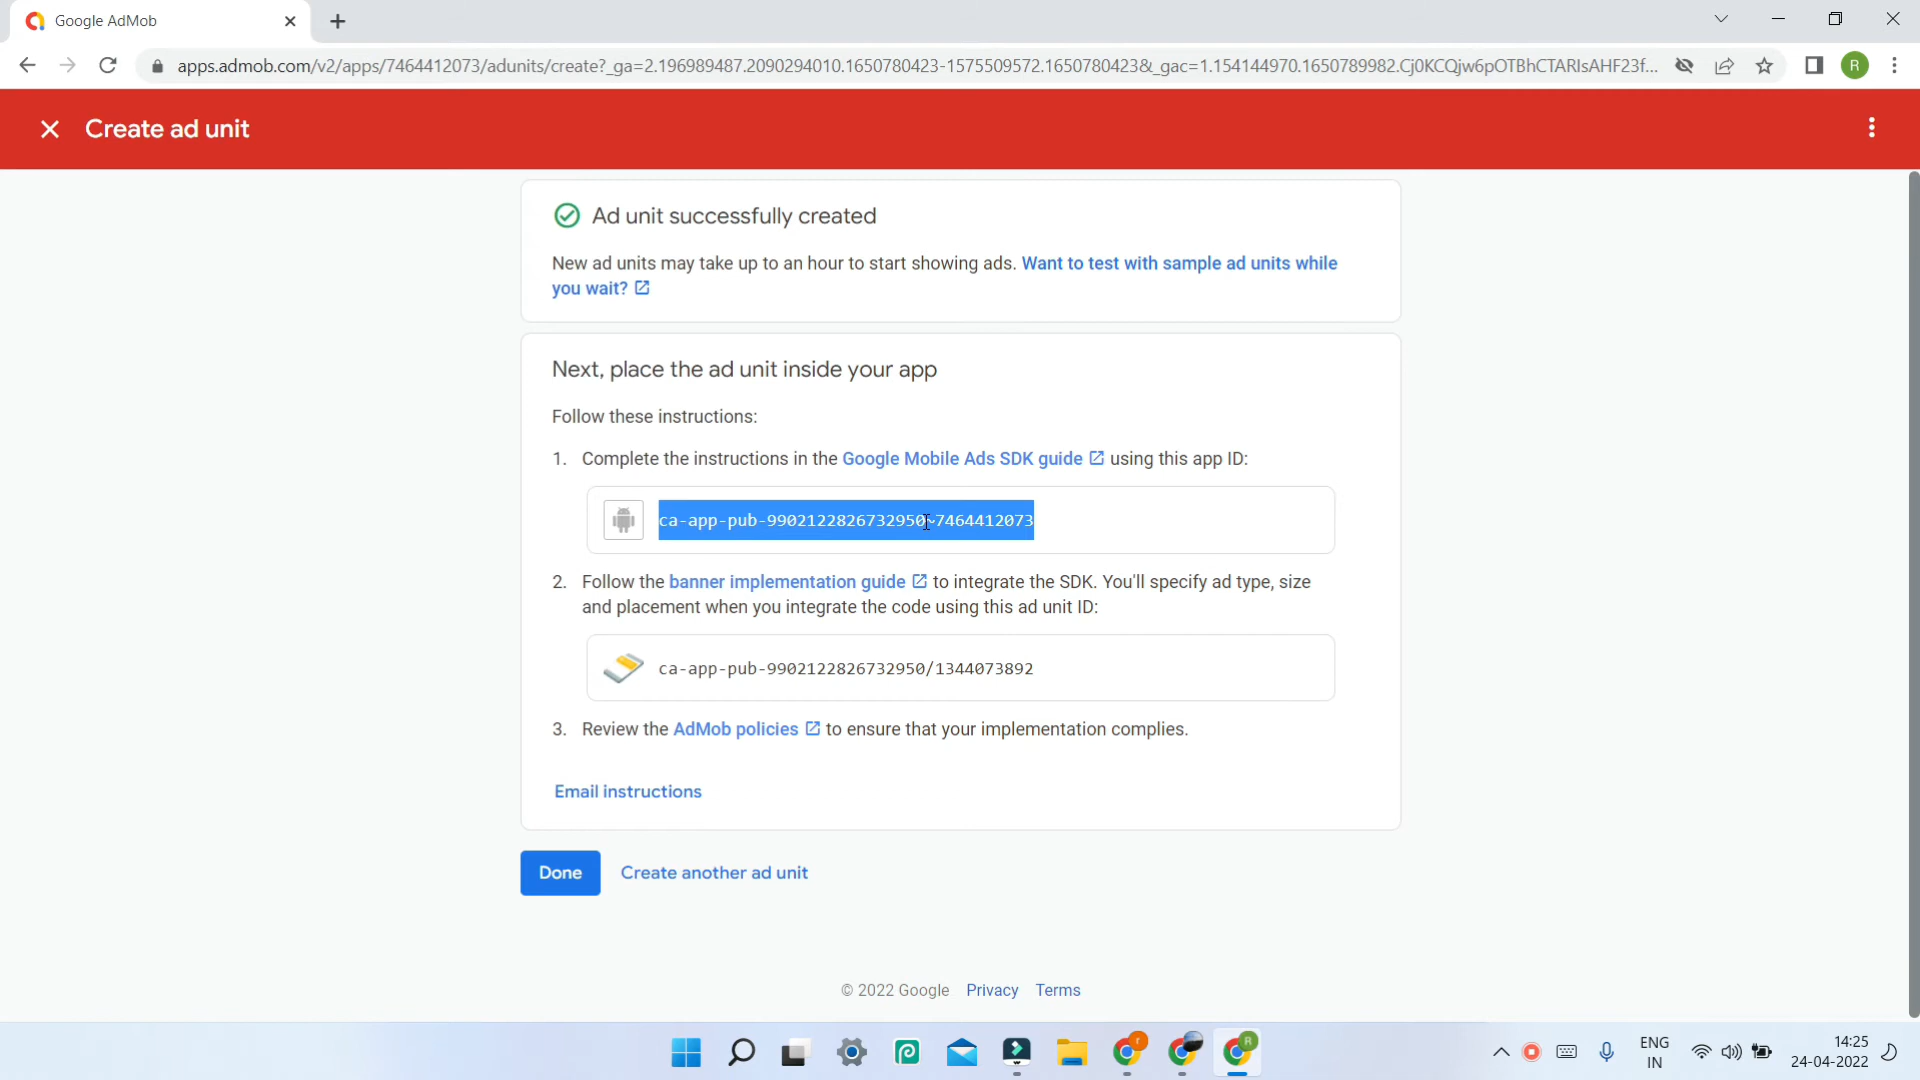 Google AdMob
apps.admob.com/v2/apps/7464412073/adunits/create?_ga=2.196989487.2090294010.1650780423-1575509572.1650780423&_gac=1.154144970.1650789982.Cj0KCQjw6pOTBhCTARIsAHF23f...
R
Create ad unit
Ad unit successfully created
New ad units may take up to an hour to start showing ads. Want to test with sample ad units while
you wait?
Next, place the ad unit inside your app
Follow these instructions:
1. Complete the instructions in the Google Mobile Ads SDK guide using this app ID:
ca-app-pub-9902122826732950~7464412073
2. Follow the banner implementation guide to integrate the SDK. You'll specify ad type, size
and placement when you integrate the code using this ad unit ID:
ca-app-pub-9902122826732950/1344073892
3. Review the AdMob policies to ensure that your implementation complies.
Email instructions
Done Create another ad unit
© 2022 Google Privacy Terms
r
R
ENG
IN
14:25
24-04-2022